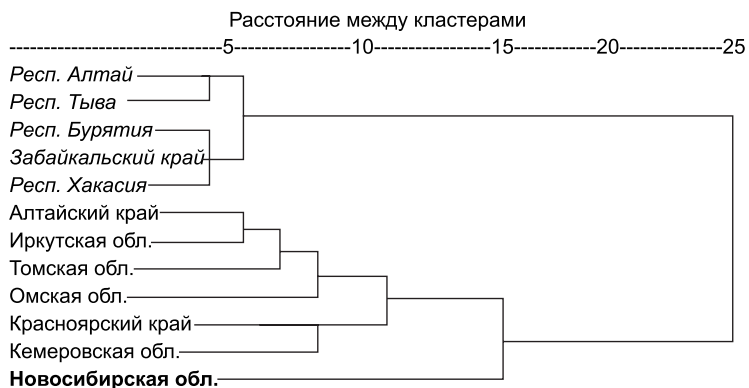 Расстояние между кластерами
-------------------------------5-----------------10-----------------15------------20--------------25
Респ. Алтай
Респ. Тыва
Респ. Бурятия
Забайкальский край
Респ. Хакасия
Алтайский край
Иркутская обл.
Томская обл.
Омская обл.
Красноярский край
Кемеровская обл.
Новосибирская обл.